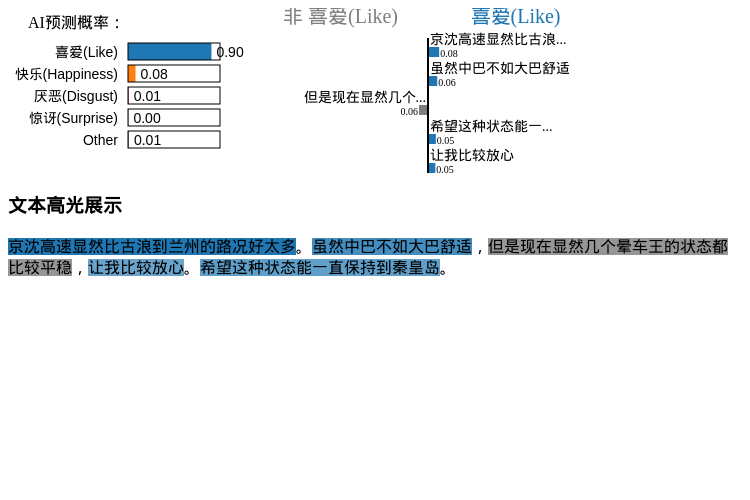 AI预测概率：
喜爱(Like) 0.90
快乐(Happiness) 0.08
厌恶(Disgust) 0.01
惊讶(Surprise) 0.00
Other 0.01
非 喜爱(Like) 喜爱(Like)
京沈高速显然比古浪...
0.08
虽然中巴不如大巴舒适
0.06
但是现在显然几个...
0.06
希望这种状态能一...
0.05
让我比较放心
0.05
文本高光展示
京沈高速显然比古浪到兰州的路况好太多。虽然中巴不如大巴舒适，但是现在显然几个晕车王的状态都
比较平稳，让我比较放心。希望这种状态能一直保持到秦皇岛。